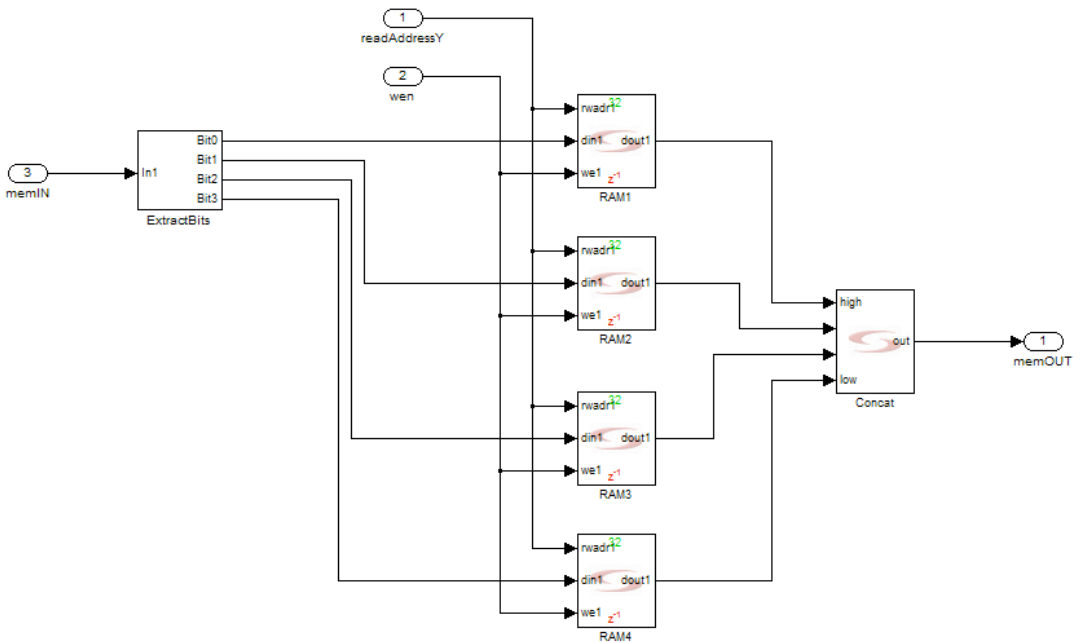 1
readAddressY
2
wen
3
memIN
In1
Bit0
Bit1
Bit2
Bit3
ExtractBits
32
rwadr1
din1
dout1
we1
z-1
RAM1
32
rwadr1
din1
dout1
we1
z-1
RAM2
32
rwadr1
din1
dout1
we1
z-1
RAM3
32
rwadr1
din1
dout1
we1
z-1
RAM4
high
out
low
Concat
1
memOUT